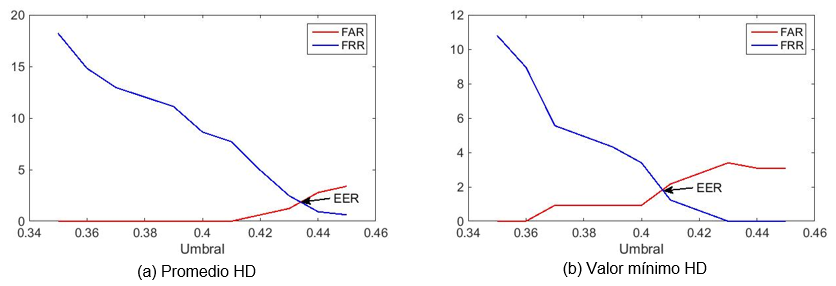 20
15
10
5
0
0.34
0.36
0.38
0.4
0.42
0.44
0.46
Umbral
FAR
FRR
EER
(a) Promedio HD
12
10
8
6
4
2
0
0.34
0.36
0.38
0.4
0.42
0.44
0.46
Umbral
FAR
FRR
EER
(b) Valor mínimo HD